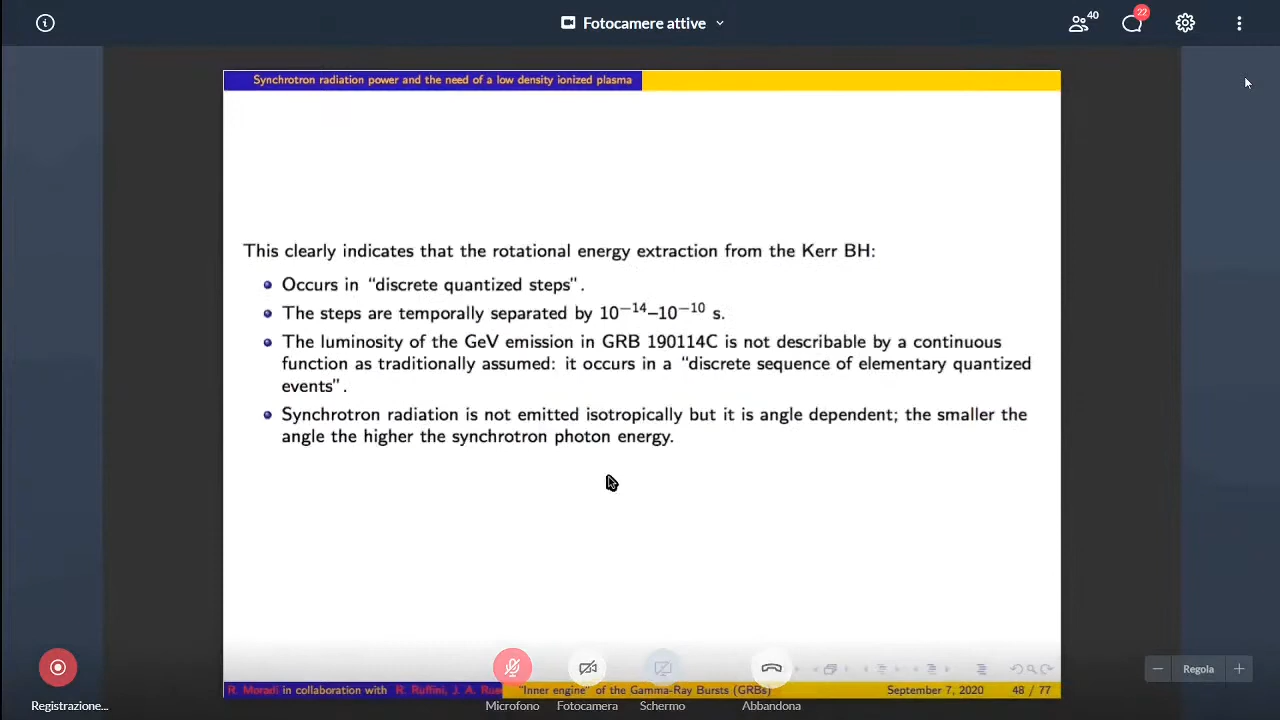 Fotocamere attive
40
22
Synchrotron radiation power and the need of a low density ionized plasma
This clearly indicates that the rotational energy extraction from the Kerr BH:
Occurs in “discrete quantized steps”.
The steps are temporally separated by 10⁻¹⁴–10⁻¹⁰ s.
The luminosity of the GeV emission in GRB 190114C is not describable by a continuous
function as traditionally assumed: it occurs in a “discrete sequence of elementary quantized
events”.
Synchrotron radiation is not emitted isotropically but it is angle dependent; the smaller the
angle the higher the synchrotron photon energy.
Regola
R. Moradi in collaboration with R. Ruffini, J. A. “Inner engine” of the Gamma-Ray Bursts (GRBs) September 7, 2020 48 / 77
Registrazione... Microfono Fotocamera Schermo Abbandona